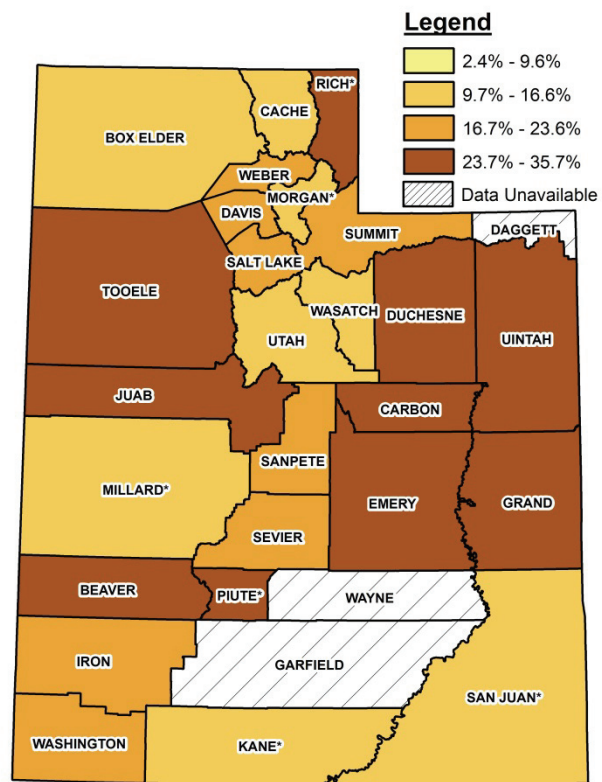 Legend
2.4% - 9.6%
9.7% - 16.6%
16.7% - 23.6%
23.7% - 35.7%
Data Unavailable
RICH*
CACHE
BOX ELDER
WEBER
MORGAN*
DAVIS
SUMMIT
DAGGETT
SALT LAKE
TOOELE
WASATCH
DUCHESNE
UTAH
UINTAH
JUAB
CARBON
SANPETE
MILLARD*
EMERY
GRAND
SEVIER
BEAVER
PIUTE*
WAYNE
IRON
GARFIELD
SAN JUAN*
WASHINGTON
KANE*